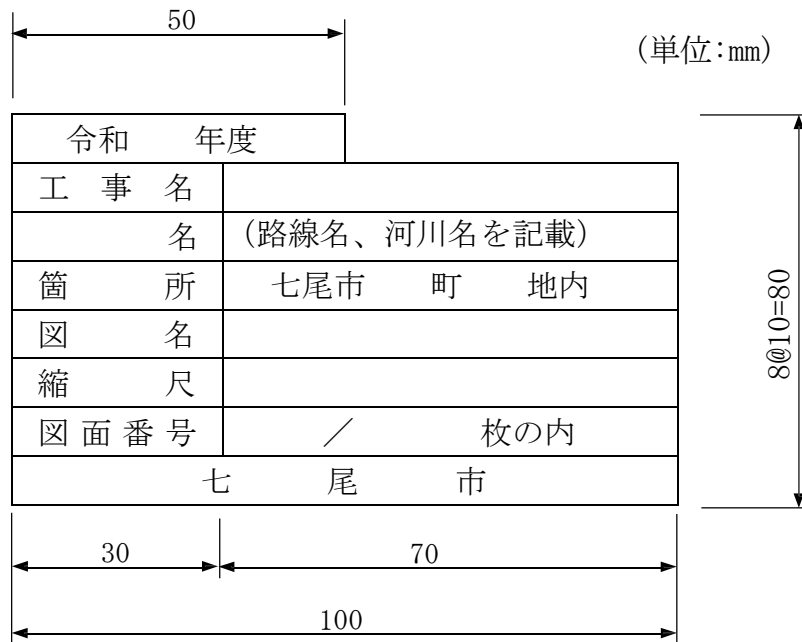 50
(単位:㎜)
令和　　年度
工　事　名
名　(路線名、河川名を記載)
箇　　　所　七尾市　　町　　地内
図　　　名
縮　　　尺
図 面 番 号　／　　　枚の内
七　　　尾　　　市
8@10=80
30　70
100